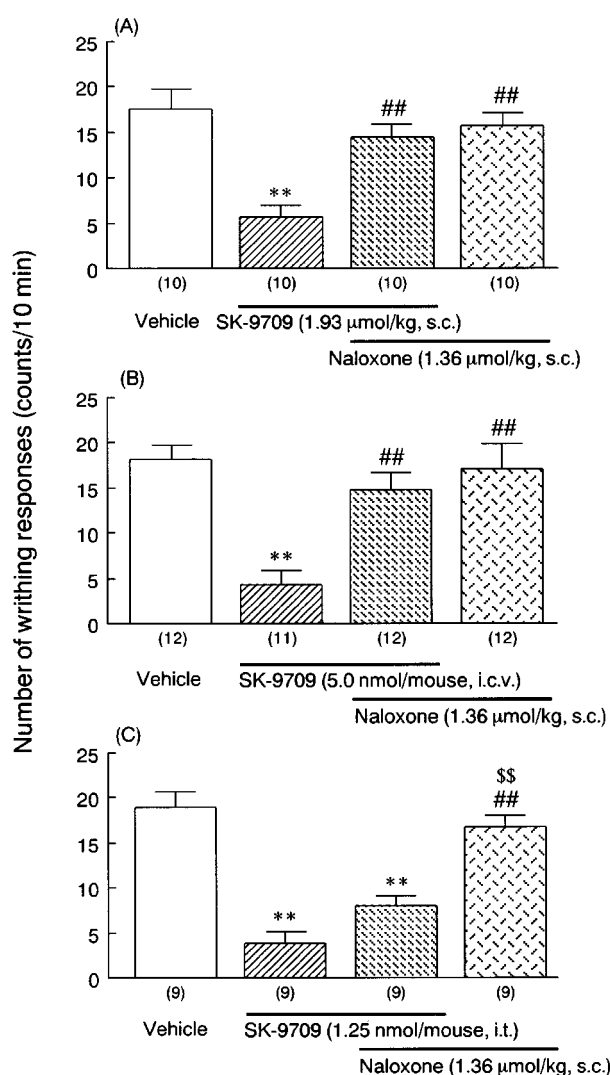 Number of writhing responses (counts/10 min)
(A)
25
20
15
10
5
0
**
##
##
(10) (10) (10) (10)
Vehicle SK-9709 (1.93 μmol/kg, s.c.)
Naloxone (1.36 μmol/kg, s.c.)
(B)
25
20
15
10
5
0
**
##
##
(12) (11) (12) (12)
Vehicle SK-9709 (5.0 nmol/mouse, i.c.v.)
Naloxone (1.36 μmol/kg, s.c.)
(C)
25
20
15
10
5
0
**
**
$$
##
(9) (9) (9) (9)
Vehicle SK-9709 (1.25 nmol/mouse, i.t.)
Naloxone (1.36 μmol/kg, s.c.)